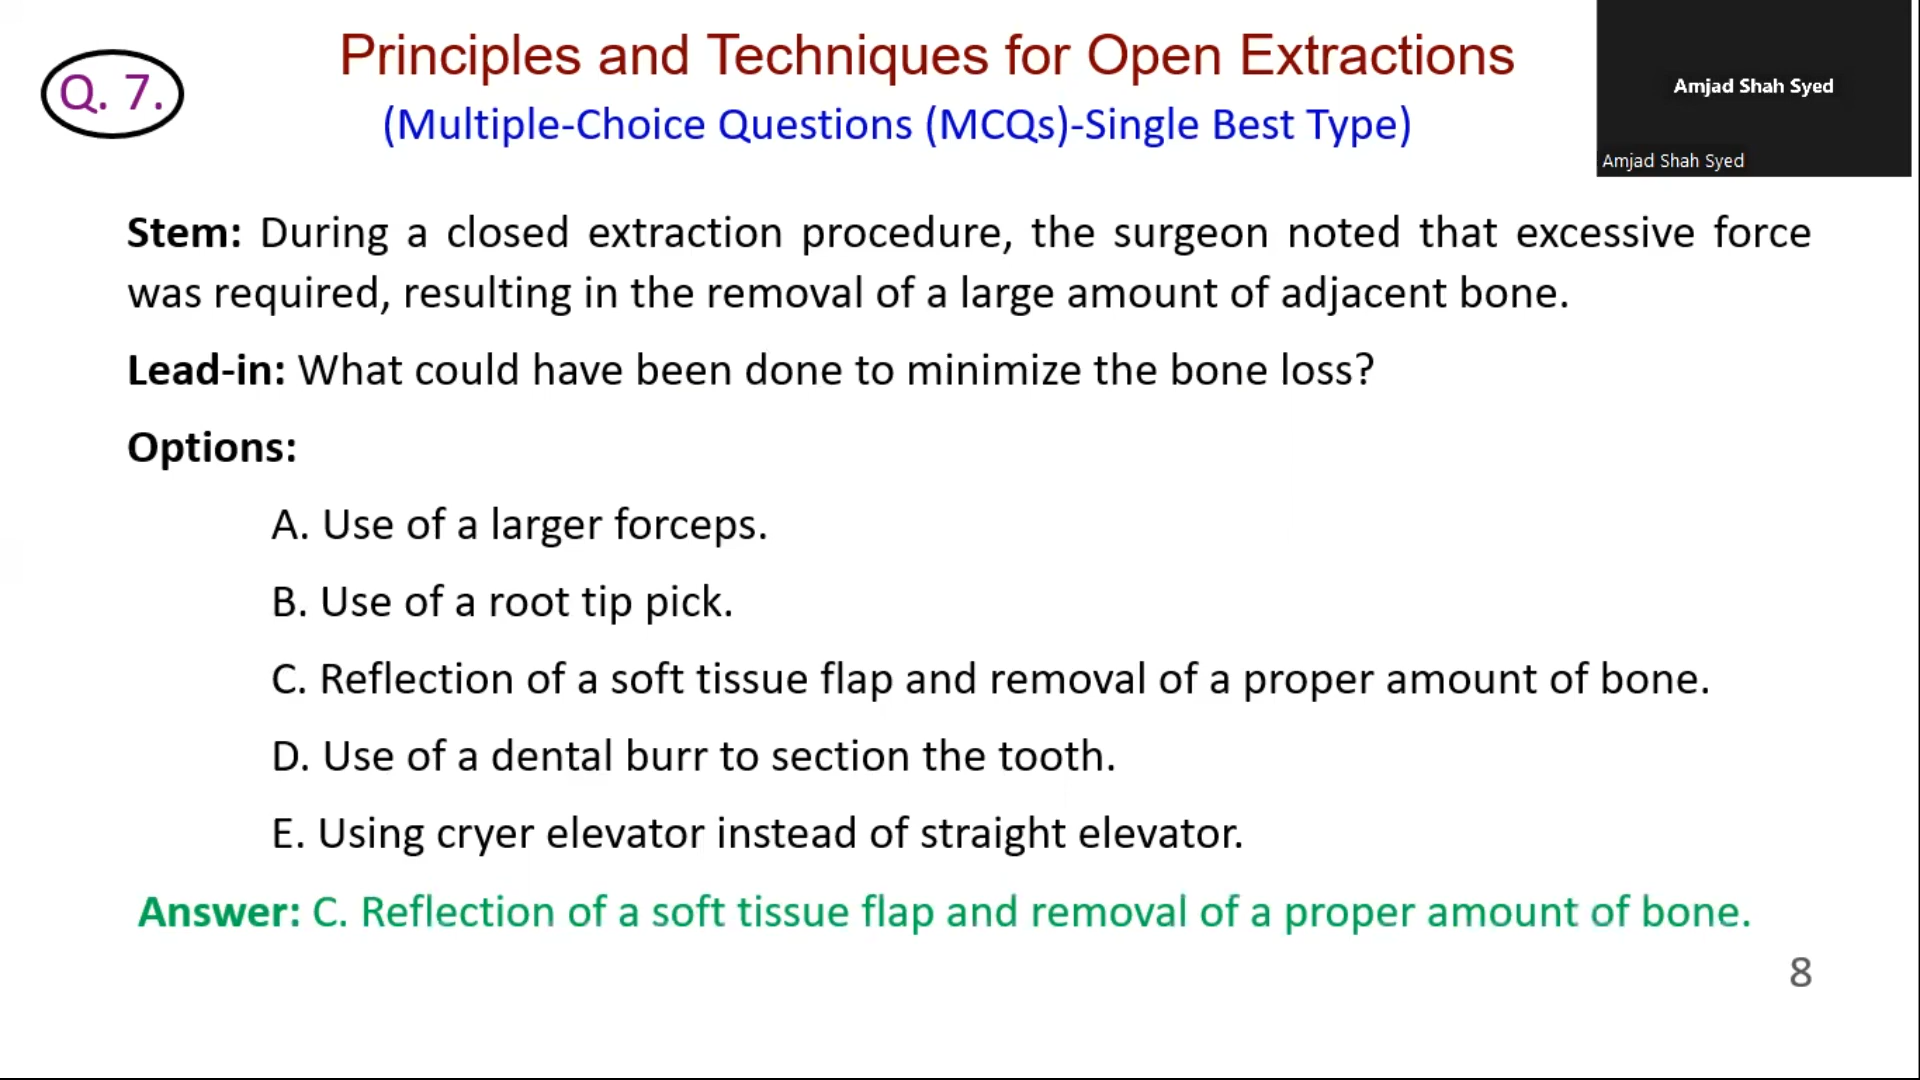 Q. 7.
Principles and Techniques for Open Extractions
(Multiple-Choice Questions (MCQs)-Single Best Type)
Amjad Shah Syed
Amjad Shah Syed
Stem: During a closed extraction procedure, the surgeon noted that excessive force
was required, resulting in the removal of a large amount of adjacent bone.
Lead-in: What could have been done to minimize the bone loss?
Options:
A. Use of a larger forceps.
B. Use of a root tip pick.
C. Reflection of a soft tissue flap and removal of a proper amount of bone.
D. Use of a dental burr to section the tooth.
E. Using cryer elevator instead of straight elevator.
Answer: C. Reflection of a soft tissue flap and removal of a proper amount of bone.
8